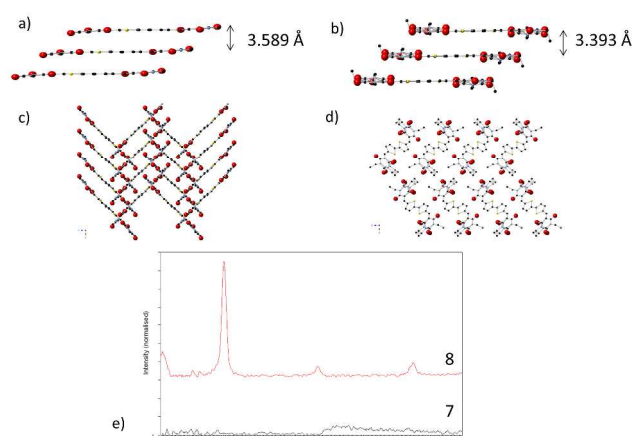 a)
3.589 Å
b)
3.393 Å
c)
d)
e)
Intensity (normalised)
8
7